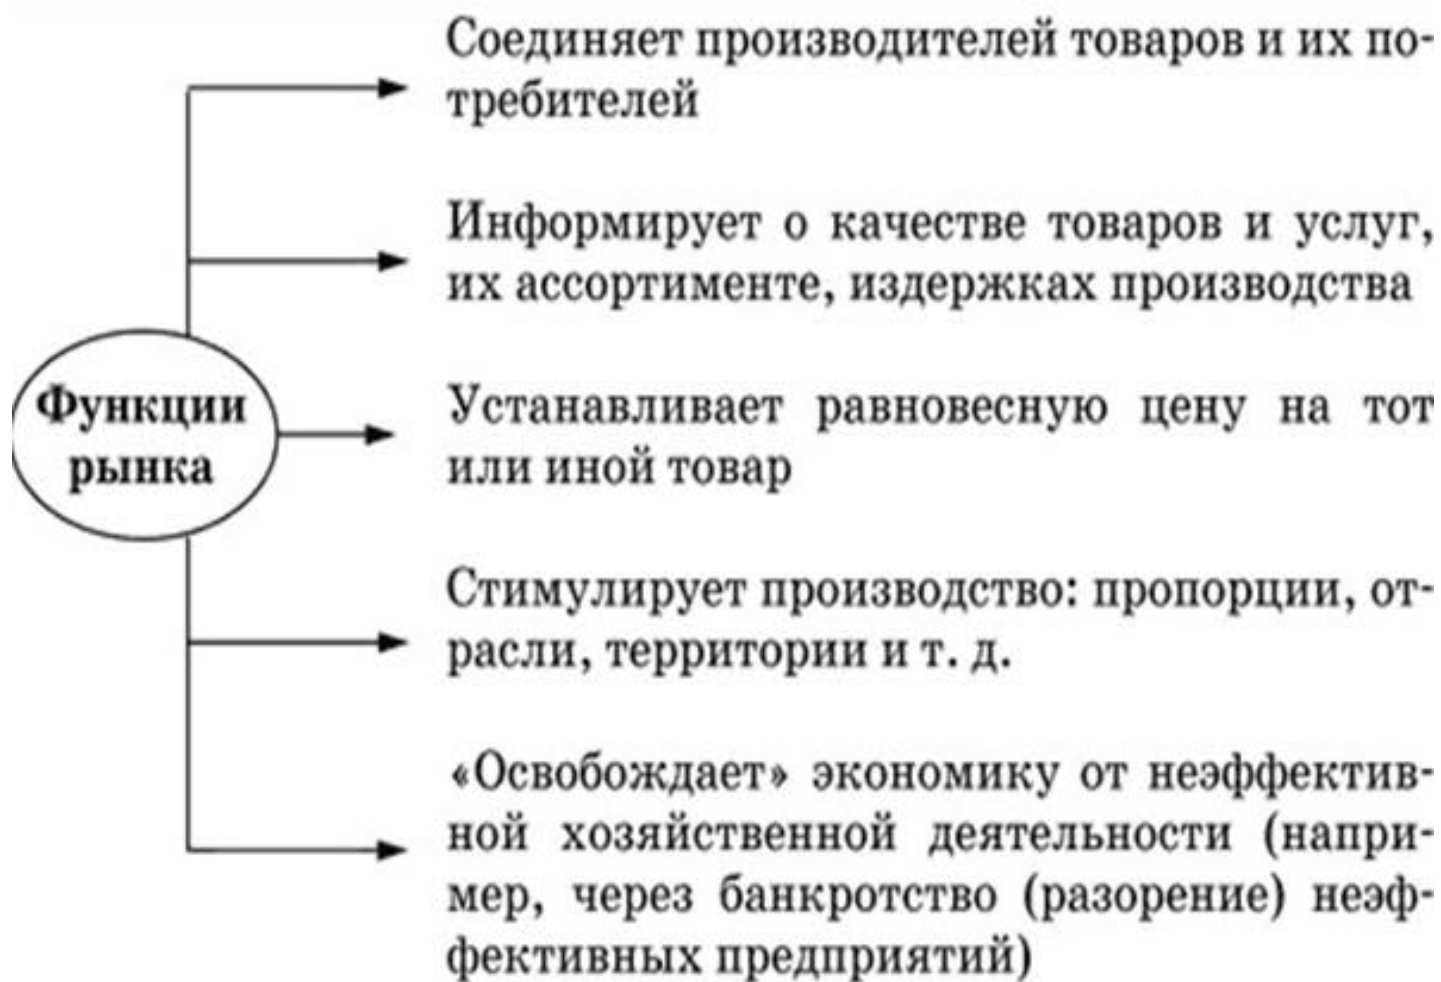 Соединяет производителей товаров и их по-
требителей
Информирует о качестве товаров и услуг,
их ассортименте, издержках производства
Функции
рынка
Устанавливает равновесную цену на тот
или иной товар
Стимулирует производство: пропорции, от-
расли, территории и т. д.
«Освобождает» экономику от неэффектив-
ной хозяйственной деятельности (напри-
мер, через банкротство (разорение) неэф-
фективных предприятий)